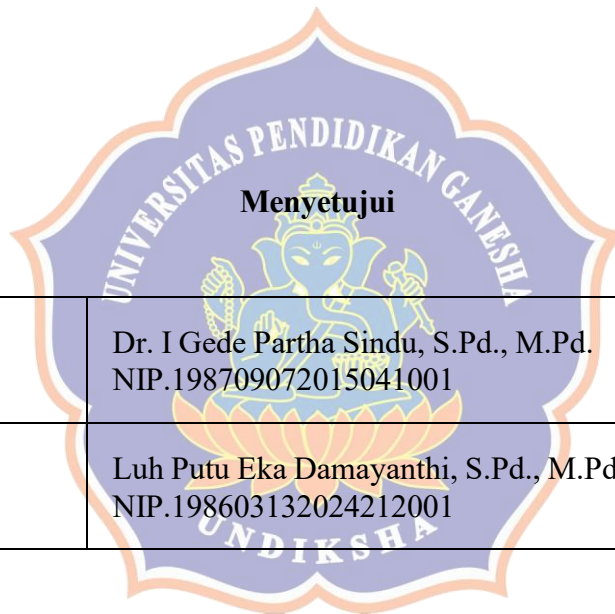 UNIVERSITAS PENDIDIKAN GANESHA
Menyetujui
Dr. I Gede Partha Sindu, S.Pd., M.Pd.
NIP.198709072015041001
Luh Putu Eka Damayanthi, S.Pd., M.Pd
NIP.198603132024212001
UNDIKSHA